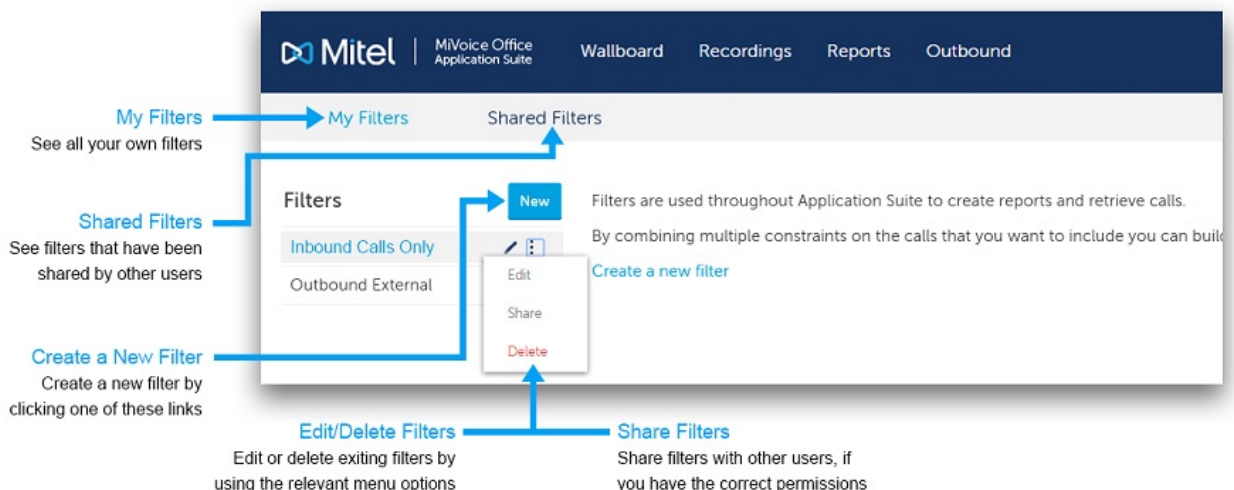 Mitel
MiVoice Office
Application Suite
Wallboard
Recordings
Reports
Outbound
My Filters
See all your own filters
My Filters
Shared Filters
Shared Filters
See filters that have been
shared by other users
Filters
New
Inbound Calls Only
Outbound External
Edit
Share
Delete
Filters are used throughout Application Suite to create reports and retrieve calls.
By combining multiple constraints on the calls that you want to include you can build
Create a new filter
Create a New Filter
Create a new filter by
clicking one of these links
Edit/Delete Filters
Edit or delete exiting filters by
using the relevant menu options
Share Filters
Share filters with other users, if
you have the correct permissions